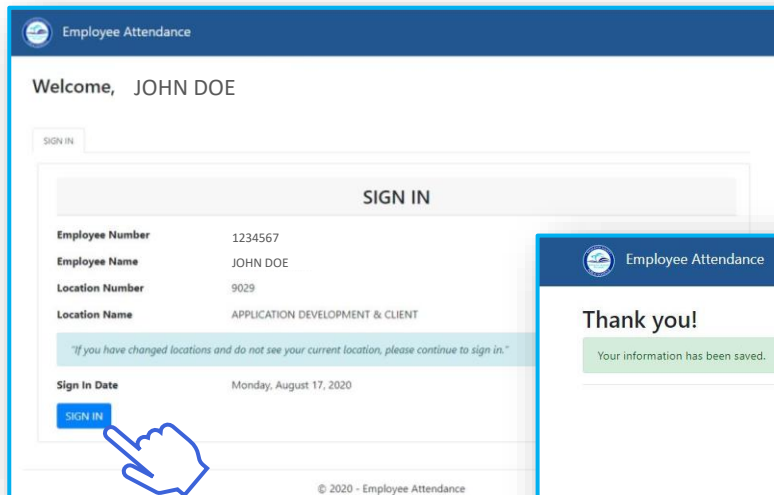 Employee Attendance
Welcome, JOHN DOE
SIGN IN
SIGN IN
Employee Number 1234567
Employee Name JOHN DOE
Location Number 9029
Location Name APPLICATION DEVELOPMENT & CLIENT
"If you have changed locations and do not see your current location, please continue to sign in."
Sign In Date Monday, August 17, 2020
SIGN IN
© 2020 - Employee Attendance
Employee Attendance
Thank you!
Your information has been saved.